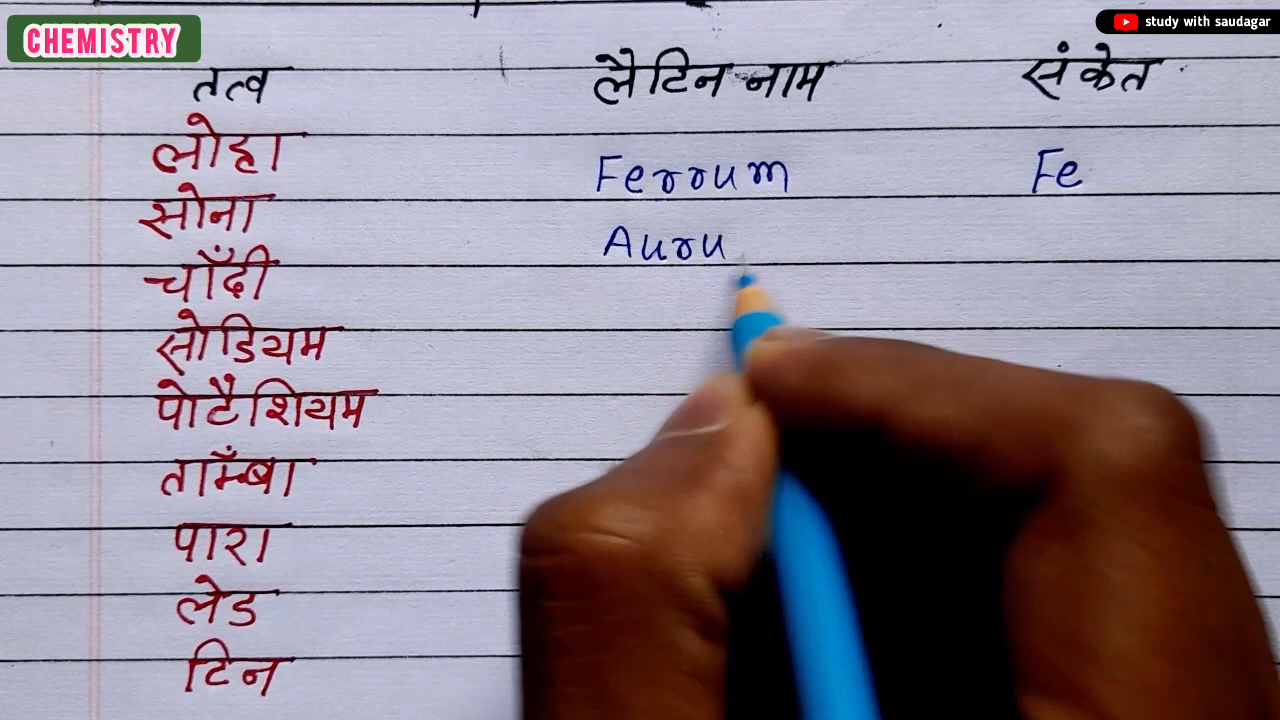 CHEMISTRY
study with saudagar
तत्व लैटिन नाम संकेत
लोहा Ferrum Fe
सोना Auru
चाँदी
सोडियम
पोटैशियम
ताँम्बा
पारा
लेड
टिन